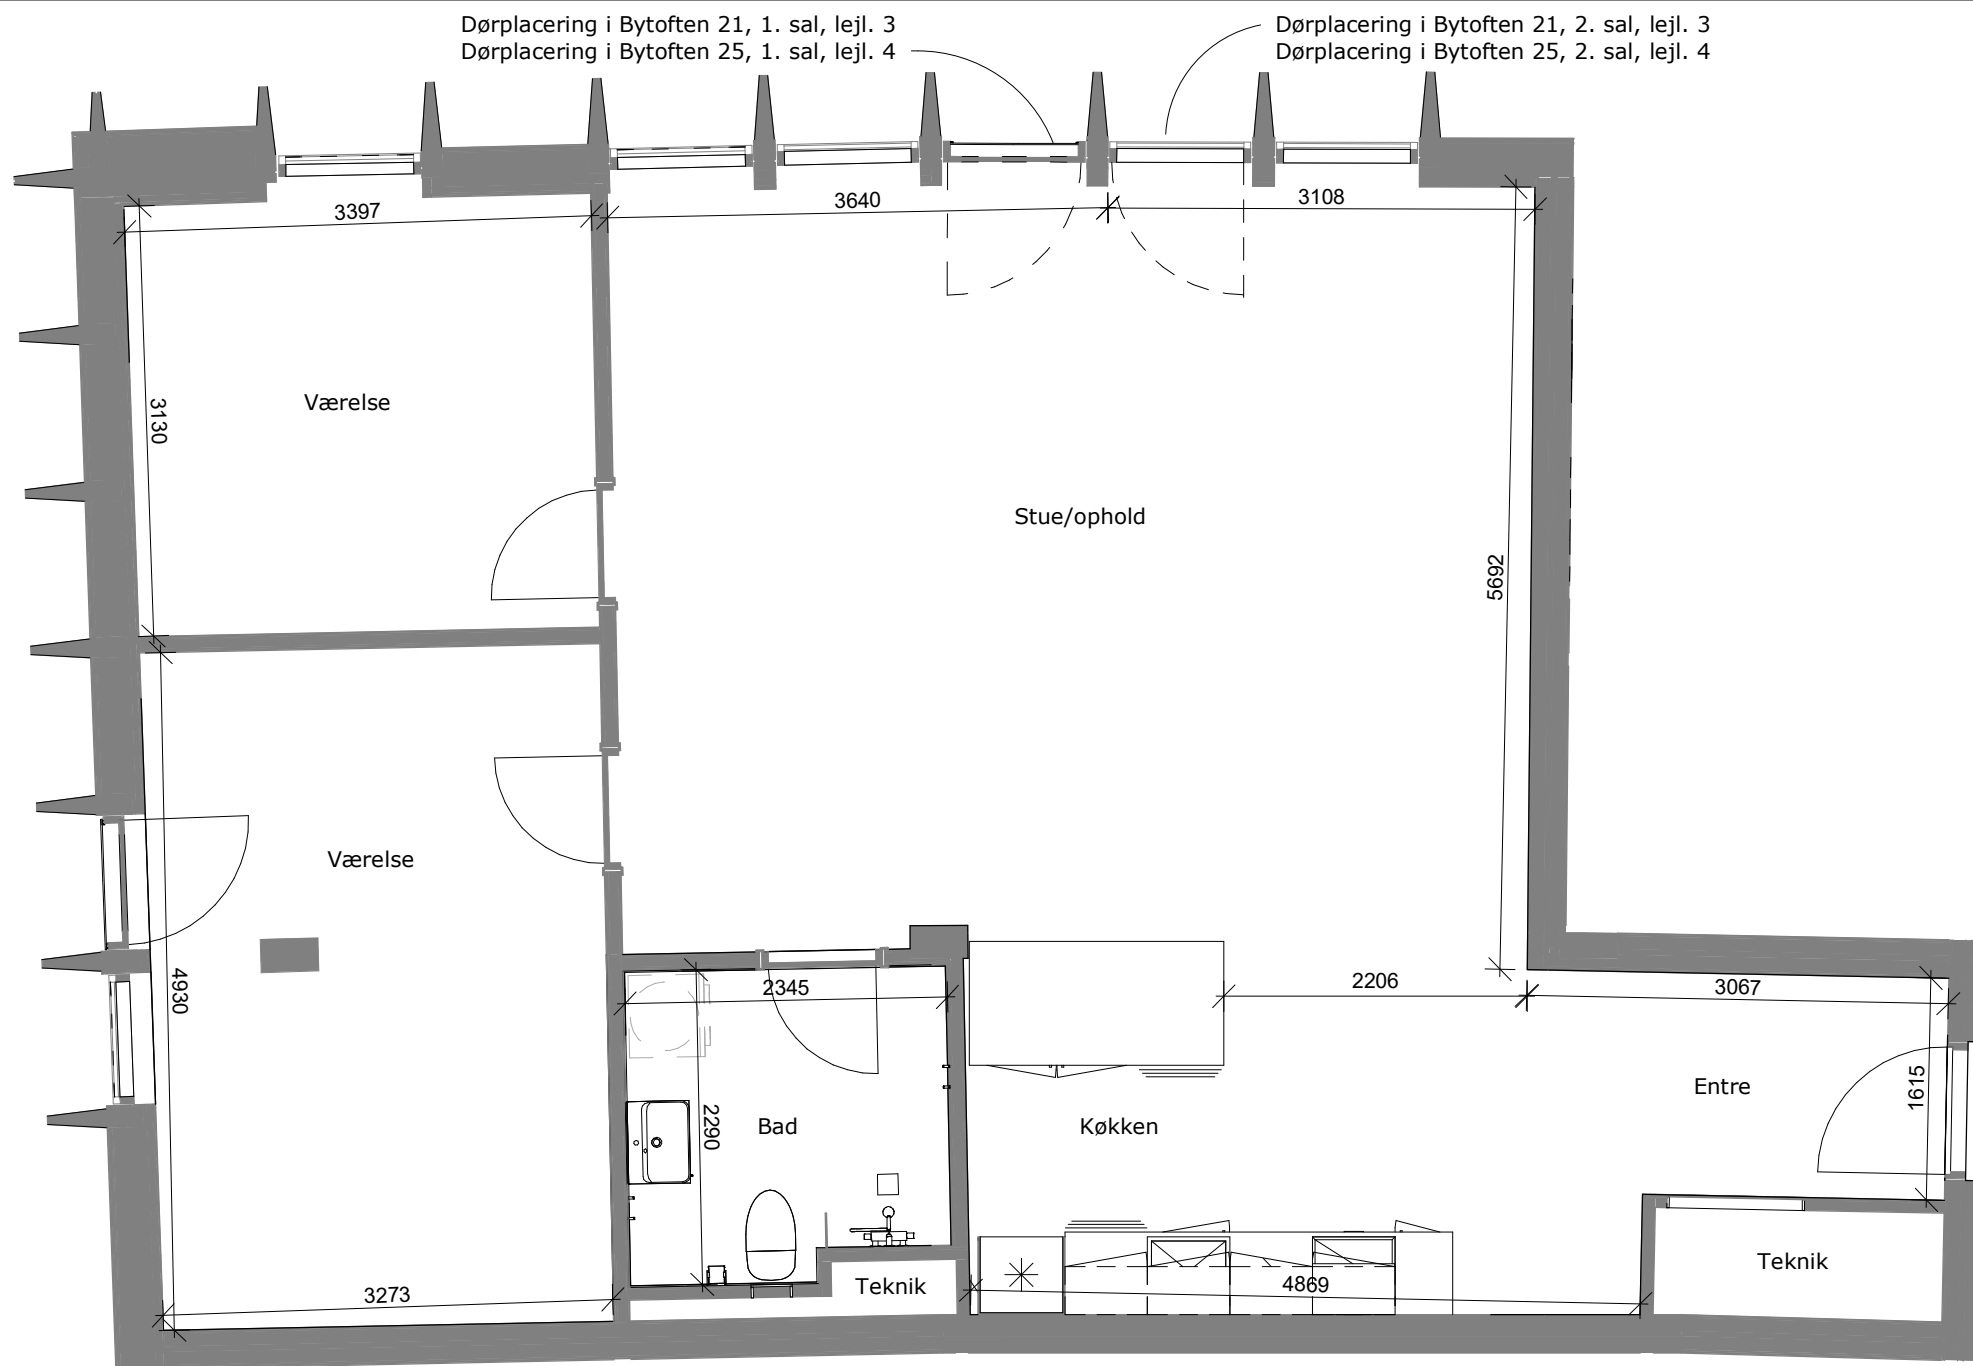 Dørplacering i Bytoften 21, 1. sal, lejl. 3
Dørplacering i Bytoften 25, 1. sal, lejl. 4
Dørplacering i Bytoften 21, 2. sal, lejl. 3
Dørplacering i Bytoften 25, 2. sal, lejl. 4
3397
3640
3108
3130
Værelse
Stue/ophold
5692
Værelse
4930
2345
2206
3067
2290
Bad
Køkken
Entre
1615
3273
Teknik
4869
Teknik